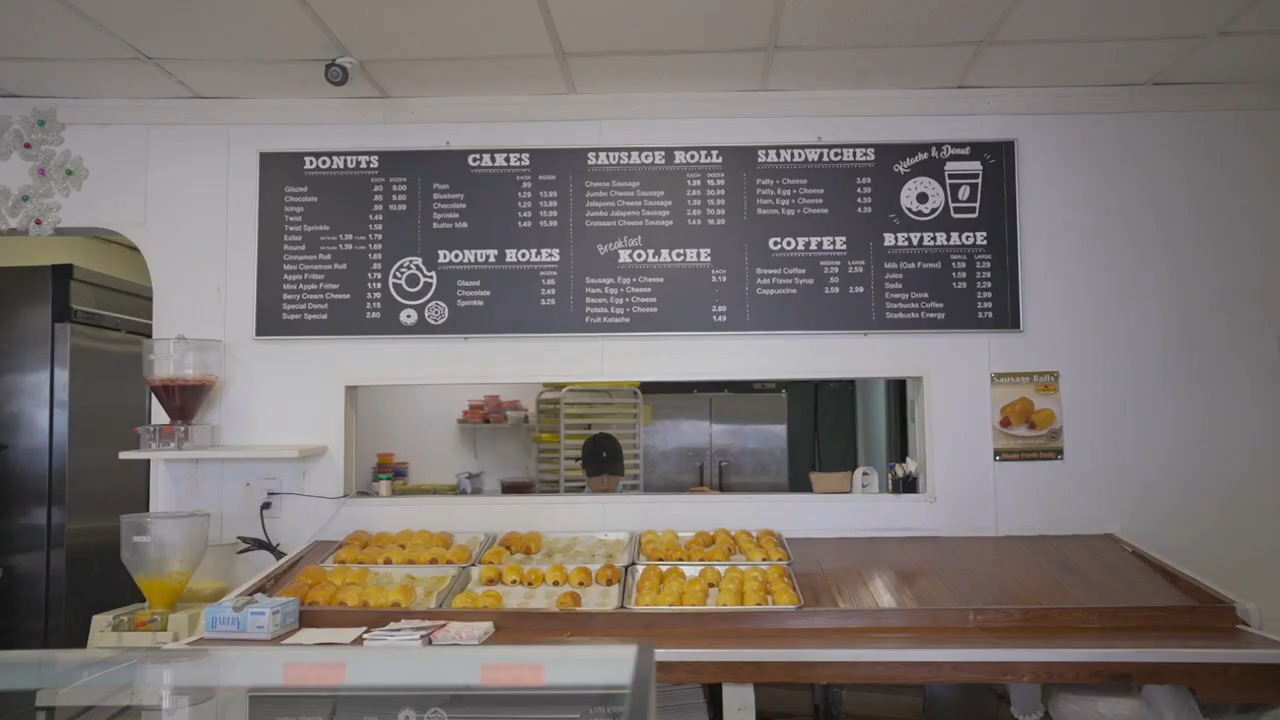 DONUTS
EACH DOZEN
Glazed .80 9.00
Chocolate .85 9.60
Icings .99 10.99
Twist 1.49
Twist Sprinkle 1.59
Eclair 1.39 1.79
Round 1.39 1.69
Cinnamon Roll 1.69
Mini Cinnamon Roll .85
Apple Fritter 1.79
Mini Apple Fritter 1.19
Berry Cream Cheese 3.70
Special Donut 2.15
Super Special 2.60
CAKES
EACH DOZEN
Plain .99
Blueberry 1.29 13.99
Chocolate 1.29 13.99
Sprinkle 1.49 15.99
Butter Milk 1.49 15.99
DONUT HOLES
DOZEN
Glazed 1.85
Chocolate 2.49
Sprinkle 3.25
SAUSAGE ROLL
EACH DOZEN
Cheese Sausage 1.39 15.99
Jumbo Cheese Sausage 2.69 30.99
Jalapeno Cheese Sausage 1.39 15.99
Jumbo Jalapeno Sausage 2.69 30.99
Croissant Cheese Sausage 1.49 16.99
Breakfast
KOLACHE
EACH
Sausage, Egg + Cheese 3.19
Ham, Egg + Cheese
Bacon, Egg + Cheese
Potato, Egg + Cheese 2.89
Fruit Kolache 1.49
SANDWICHES
Patty + Cheese 3.69
Patty, Egg + Cheese 4.39
Ham, Egg + Cheese 4.39
Bacon, Egg + Cheese 4.39
COFFEE
MEDIUM LARGE
Brewed Coffee 2.29 2.59
Add Flavor Syrup .50
Cappuccino 2.59 2.99
Kolache & Donut
BEVERAGE
SMALL LARGE
Milk (Oak Farms) 1.59 2.29
Juice 1.59 2.29
Soda 1.29 2.29
Energy Drink 2.99
Starbucks Coffee 2.99
Starbucks Energy 3.79
Sausage Rolls
Made Fresh Daily
BAKERY